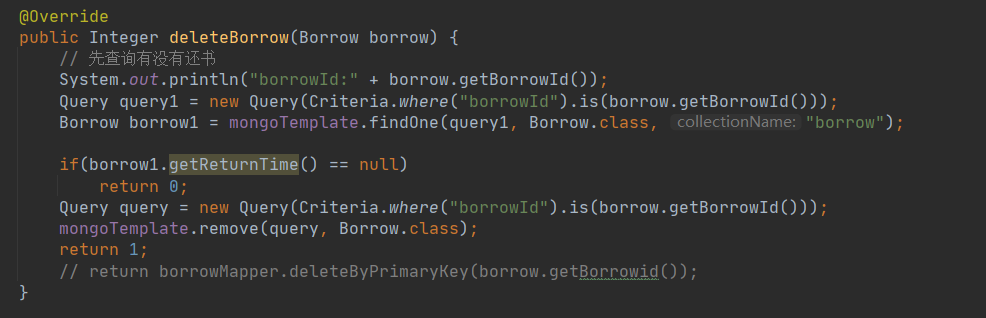 @Override
public Integer deleteBorrow(Borrow borrow) {
// 先查询有没有还书
System.out.println("borrowId:" + borrow.getBorrowId());
Query query1 = new Query(Criteria.where("borrowId").is(borrow.getBorrowId()));
Borrow borrow1 = mongoTemplate.findOne(query1, Borrow.class, collectionName: "borrow");
if(borrow1.getReturnTime() == null)
return 0;
Query query = new Query(Criteria.where("borrowId").is(borrow.getBorrowId()));
mongoTemplate.remove(query, Borrow.class);
return 1;
// return borrowMapper.deleteByPrimaryKey(borrow.getBorrowid());
}